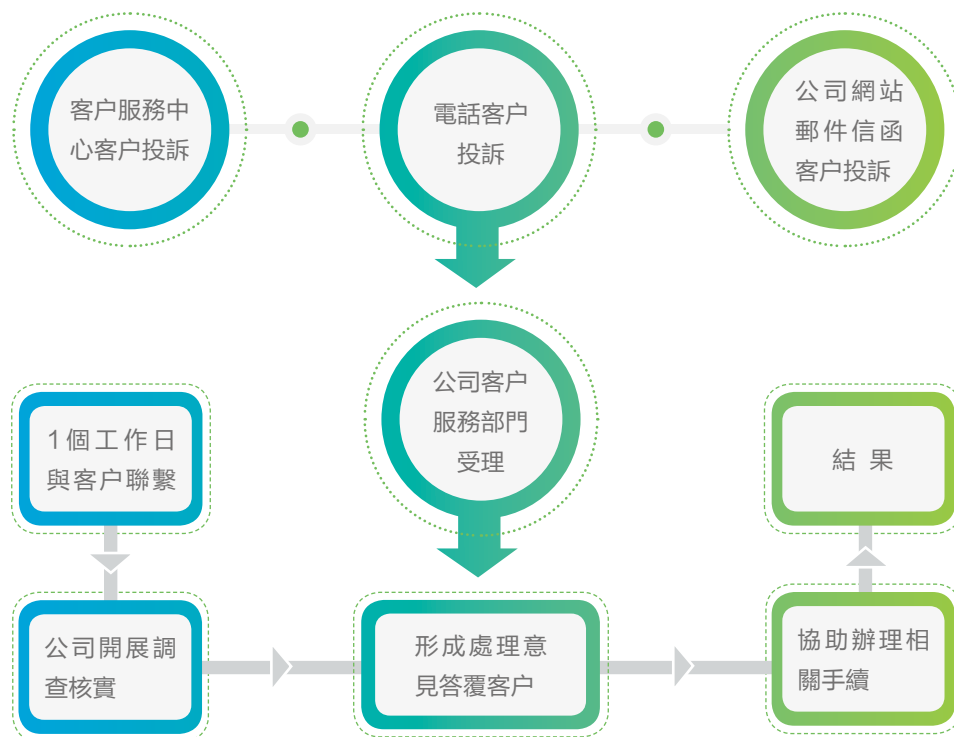 客户服務中
心客户投訴
電話客户
投訴
公司網站
郵件信函
客户投訴
公司客户
服務部門
受理
1個工作日
與客户聯繫
結果
公司開展調
查核實
形成處理意
見答覆客户
協助辦理相
關手續